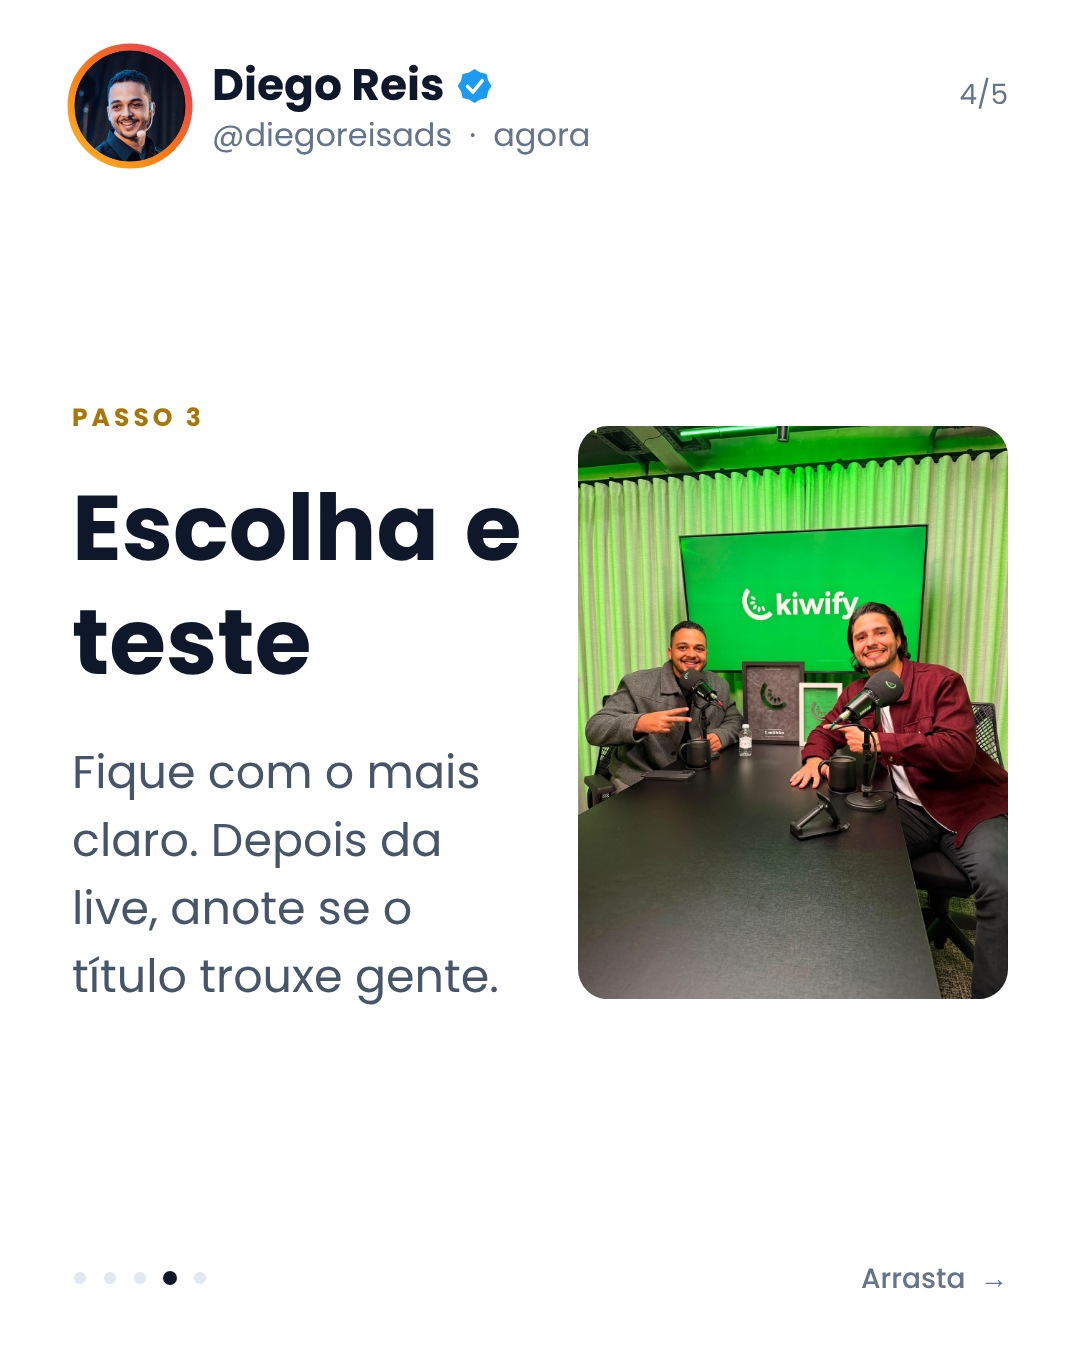 Diego Reis
@diegoreisads · agora
4/5
PASSO 3
Escolha e
teste
Fique com o mais
claro. Depois da
live, anote se o
título trouxe gente.
kiwify
Arrasta →